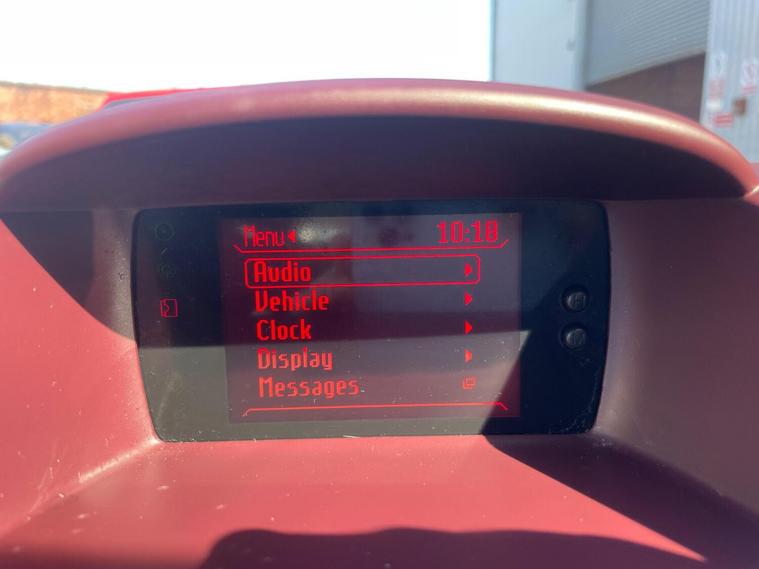 Menu
10:18
Audio
Vehicle
Clock
Display
Messages
H
M